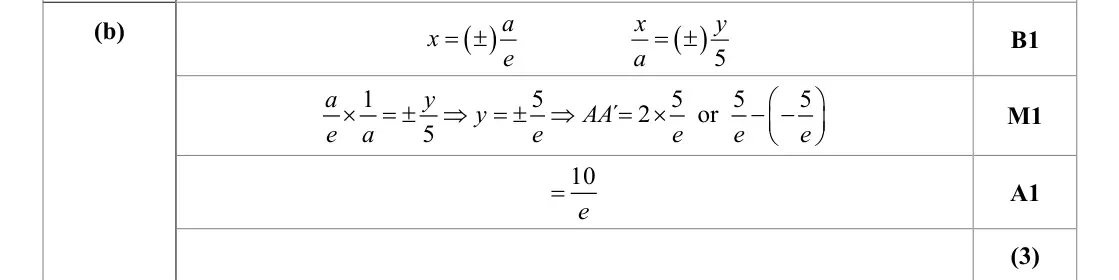 (b) x = (±) a/e x/a = (±) y/5 B1
a/e × 1/a = ± y/5 ⇒ y = ± 5/e ⇒ AA′ = 2 × 5/e or 5/e − (− 5/e) M1
= 10/e A1
(3)